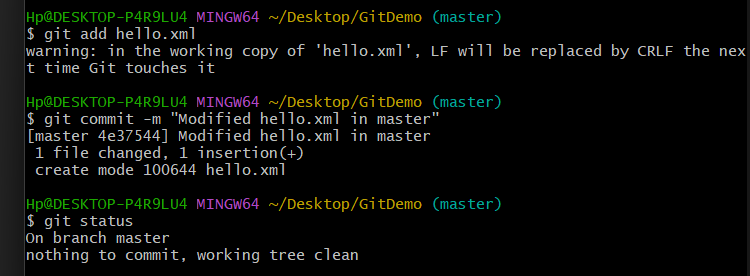 Hp@DESKTOP-P4R9LU4 MINGW64 ~/Desktop/GitDemo (master)
$ git add hello.xml
warning: in the working copy of 'hello.xml', LF will be replaced by CRLF the nex
t time Git touches it
Hp@DESKTOP-P4R9LU4 MINGW64 ~/Desktop/GitDemo (master)
$ git commit -m "Modified hello.xml in master"
[master 4e37544] Modified hello.xml in master
 1 file changed, 1 insertion(+)
 create mode 100644 hello.xml
Hp@DESKTOP-P4R9LU4 MINGW64 ~/Desktop/GitDemo (master)
$ git status
On branch master
nothing to commit, working tree clean